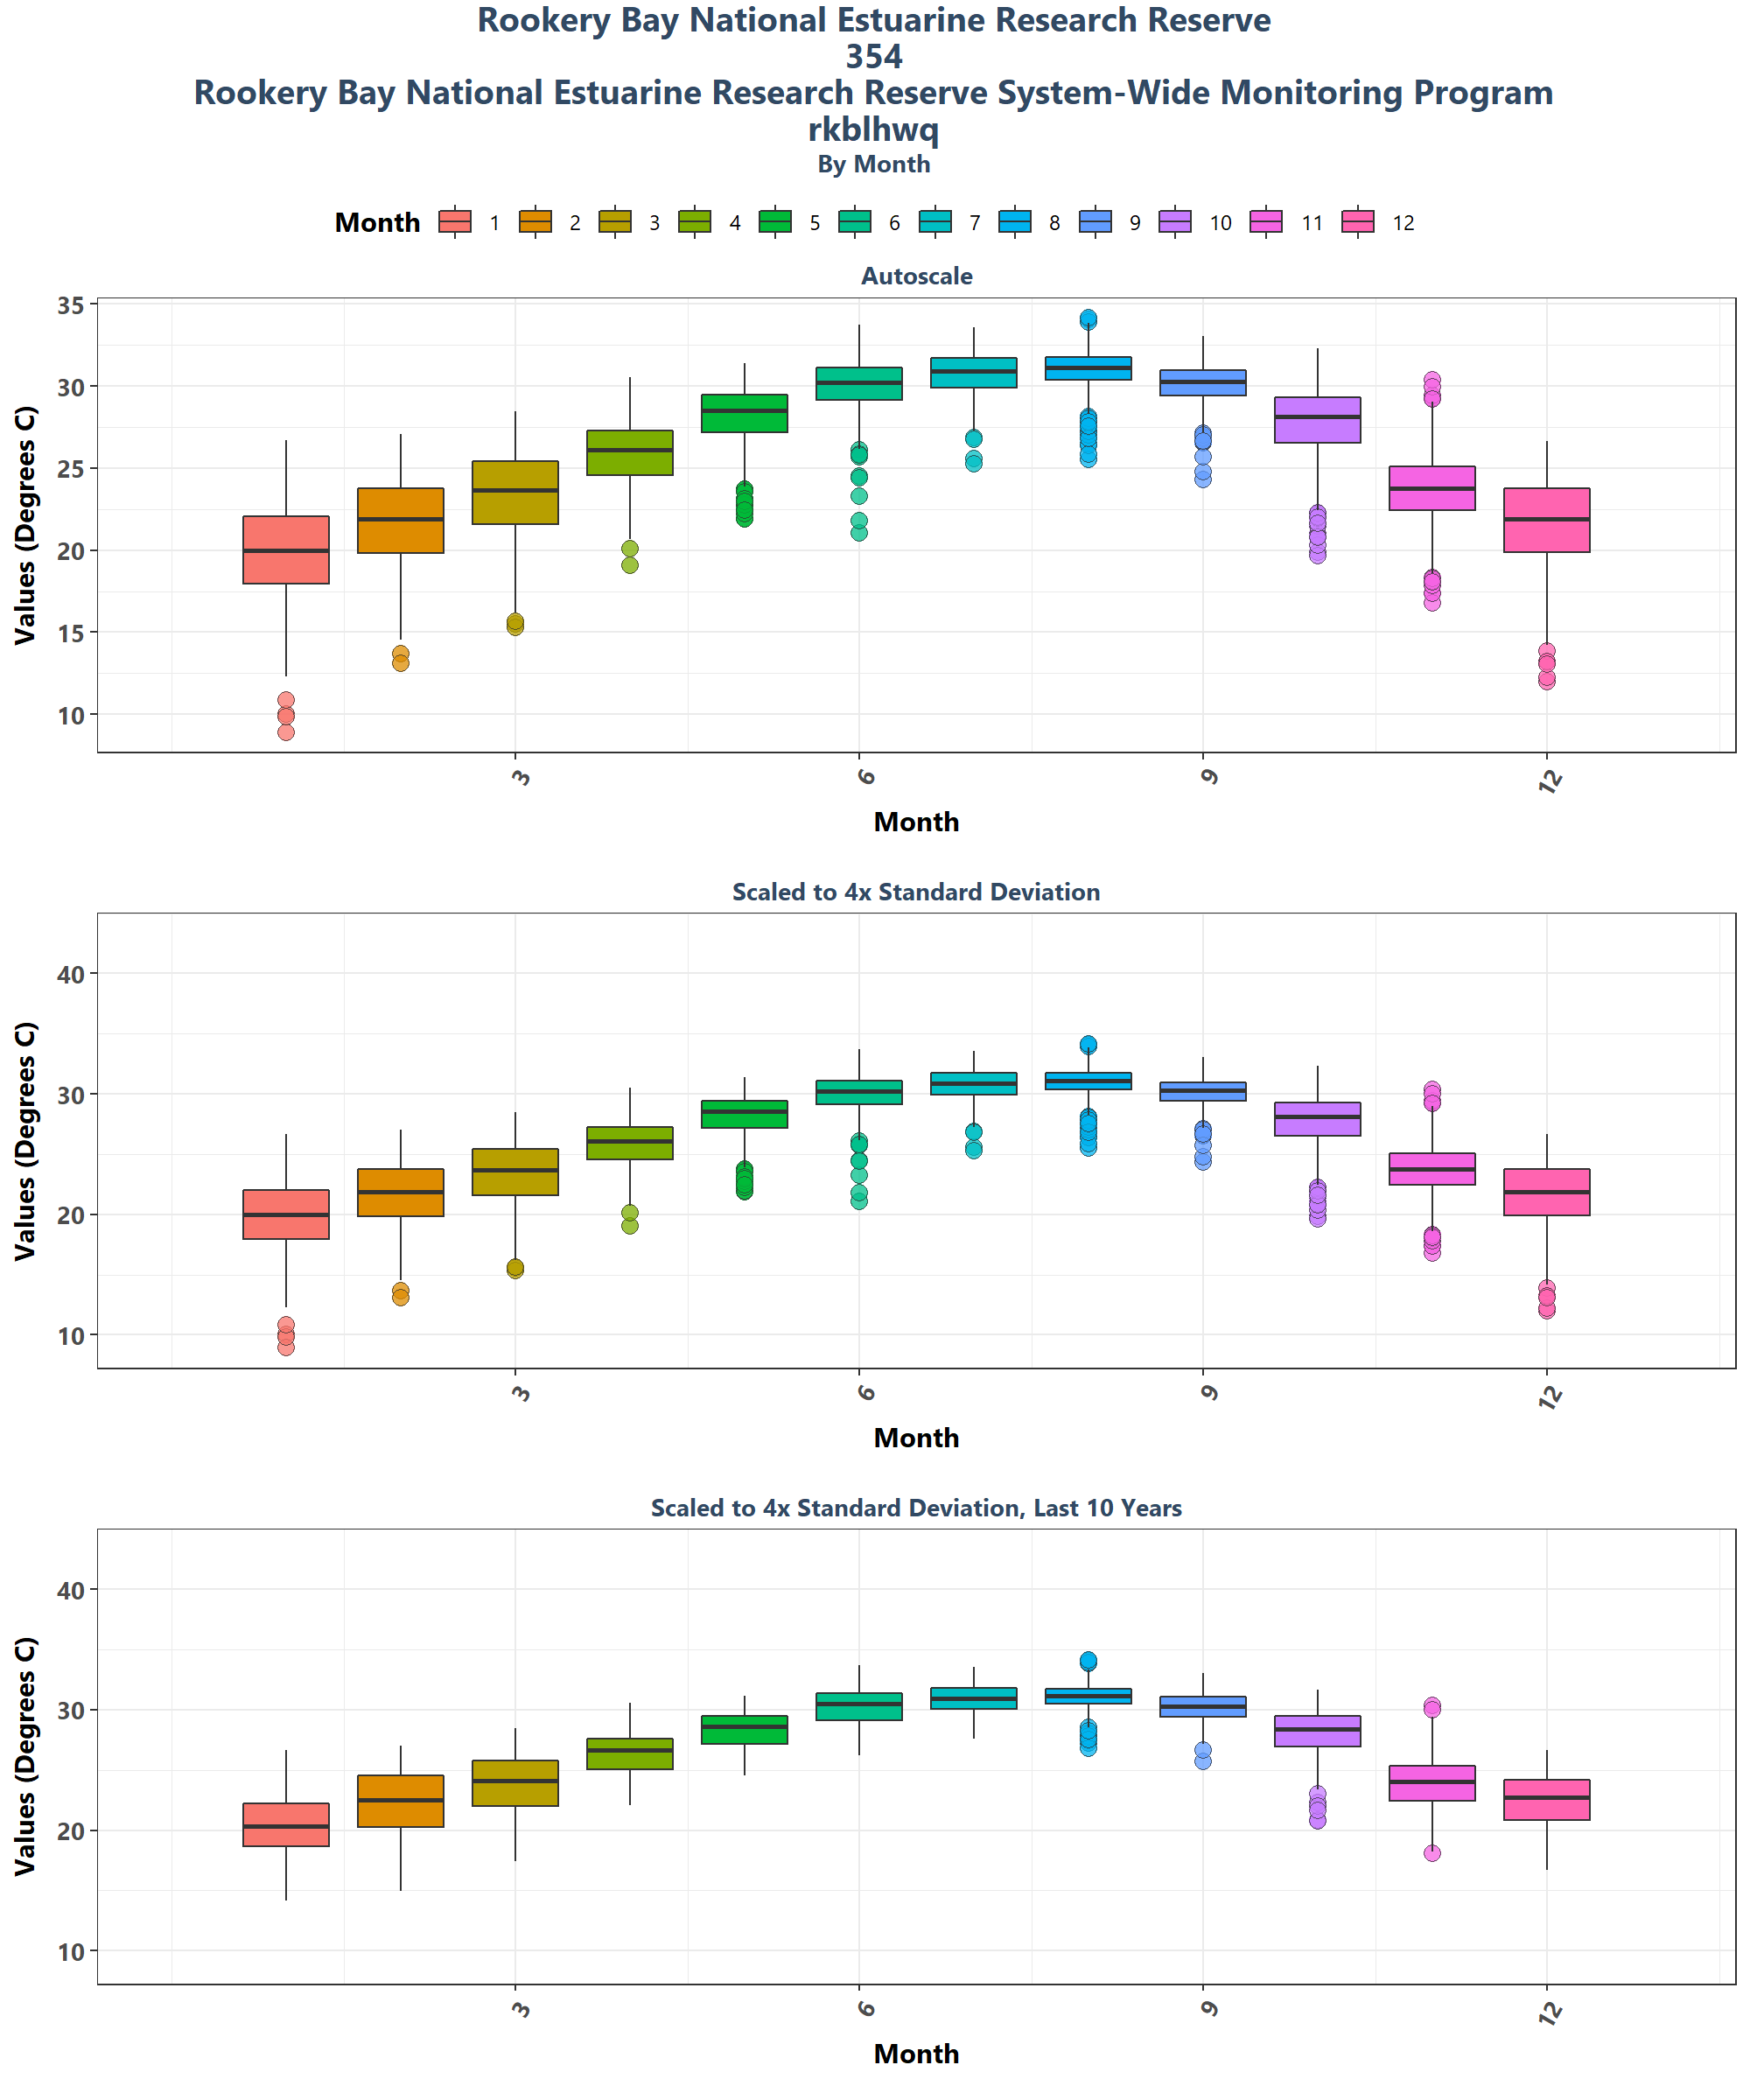 Rookery Bay National Estuarine Research Reserve
354
Rookery Bay National Estuarine Research Reserve System-Wide Monitoring Program
rkblhwq
By Month
Month 1 2 3 4 5 6 7 8 9 10 11 12
Autoscale
Values (Degrees C)
35
30
25
20
15
10
3 6 9 12
Month
Scaled to 4x Standard Deviation
Values (Degrees C)
40
30
20
10
3 6 9 12
Month
Scaled to 4x Standard Deviation, Last 10 Years
Values (Degrees C)
40
30
20
10
3 6 9 12
Month